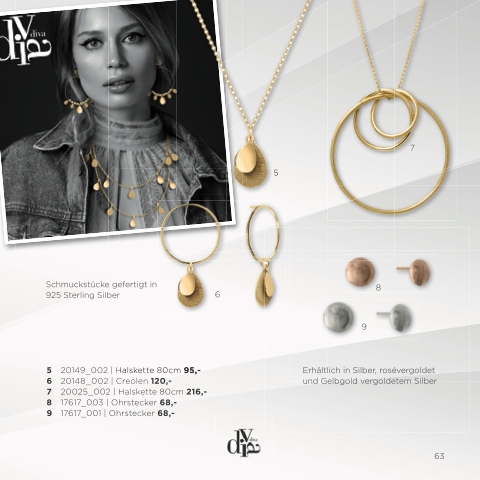 diva
5
7
6
8
9
Schmuckstücke gefertigt in
925 Sterling Silber
5 20149_002 | Halskette 80cm 95,-
6 20148_002 | Creolen 120,-
7 20025_002 | Halskette 80cm 216,-
8 17617_003 | Ohrstecker 68,-
9 17617_001 | Ohrstecker 68,-
Erhältlich in Silber, rosévergoldet
und Gelbgold vergoldetem Silber
diva
63